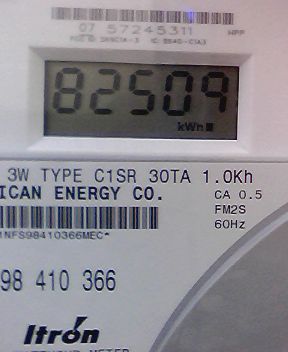 07 57245311
82509
kWh
3W TYPE C1SR 30TA 1.0Kh
ICAN ENERGY CO.
CA 0.5
FM2S
60Hz
1NFS98410366MEC*
98 410 366
Itron